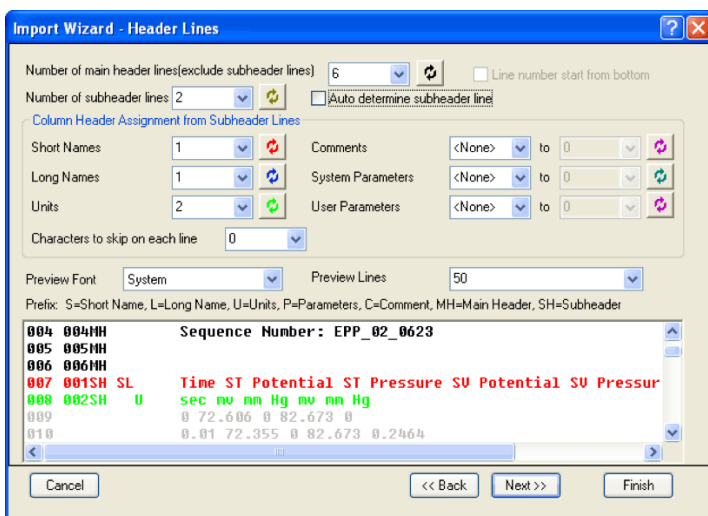 Import Wizard - Header Lines
Number of main header lines(exclude subheader lines) 6 Line number start from bottom
Number of subheader lines 2 Auto determine subheader line
Column Header Assignment from Subheader Lines
Short Names 1 Comments <None> to 0
Long Names 1 System Parameters <None> to 0
Units 2 User Parameters <None> to 0
Characters to skip on each line 0
Preview Font System Preview Lines 50
Prefix: S=Short Name, L=Long Name, U=Units, P=Parameters, C=Comment, MH=Main Header, SH=Subheader
004 004MH Sequence Number: EPP_02_0623
005 005MH
006 006MH
007 001SH SL Time ST Potential ST Pressure SV Potential SV Pressur
008 002SH U sec mv mm Hg mv mm Hg
009 0 72.606 0 82.673 0
010 0.01 72.355 0 82.673 0.2464
Cancel << Back Next >> Finish